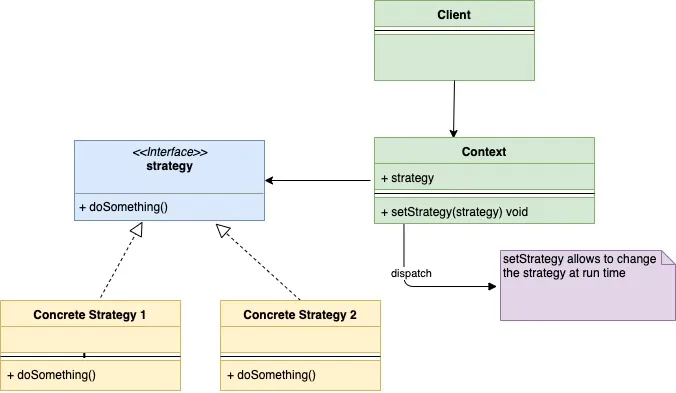 Client
<<Interface>>
strategy
+ doSomething()
Context
+ strategy
+ setStrategy(strategy) void
dispatch
setStrategy allows to change
the strategy at run time
Concrete Strategy 1
+ doSomething()
Concrete Strategy 2
+ doSomething()